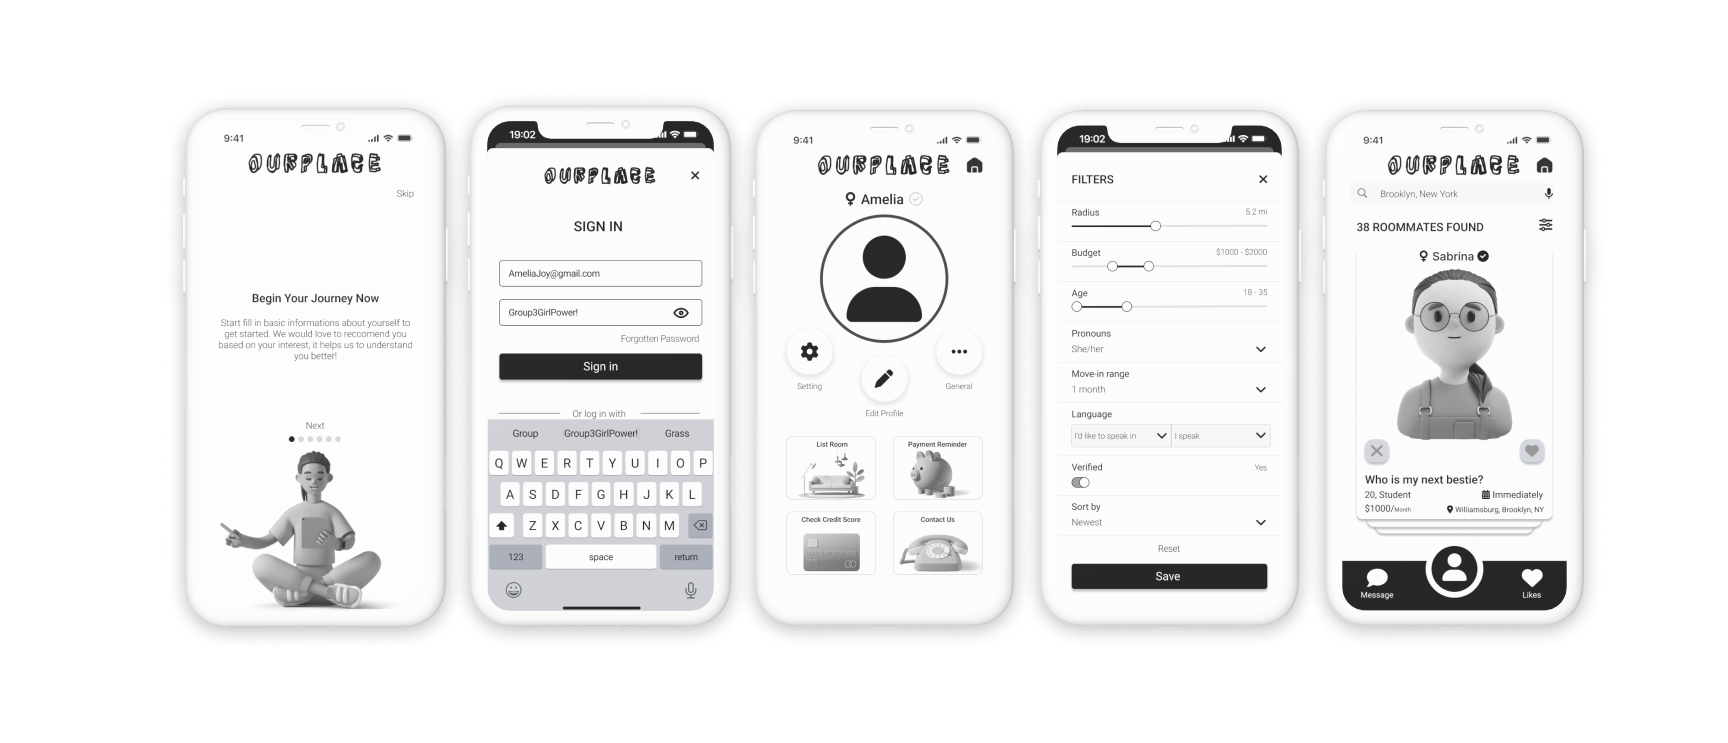 9:41
OURPLACE
Skip
Begin Your Journey Now
Start fill in basic informations about yourself to
get started. We would love to reccomend you
based on your interest, it helps us to understand
you better!
Next
19:02
OURPLACE
SIGN IN
AmeliaJoy@gmail.com
Group3GirlPower!
Forgotten Password
Sign in
Or log in with
Group Group3GirlPower! Grass
Q W E R T Y U I O P
A S D F G H J K L
Z X C V B N M
123 space return
9:41
OURPLACE
Amelia
Setting
General
Edit Profile
List Room
Payment Reminder
Check Credit Score
Contact Us
19:02
FILTERS
Radius 5.2 mi
Budget $1000 - $2000
Age 18 - 35
Pronouns
She/her
Move-in range
1 month
Language
I'd like to speak in I speak
Verified Yes
Sort by
Newest
Reset
Save
9:41
OURPLACE
Brooklyn, New York
38 ROOMMATES FOUND
Sabrina
Who is my next bestie?
20, Student Immediately
$1000/Month Williamsburg, Brooklyn, NY
Message Likes